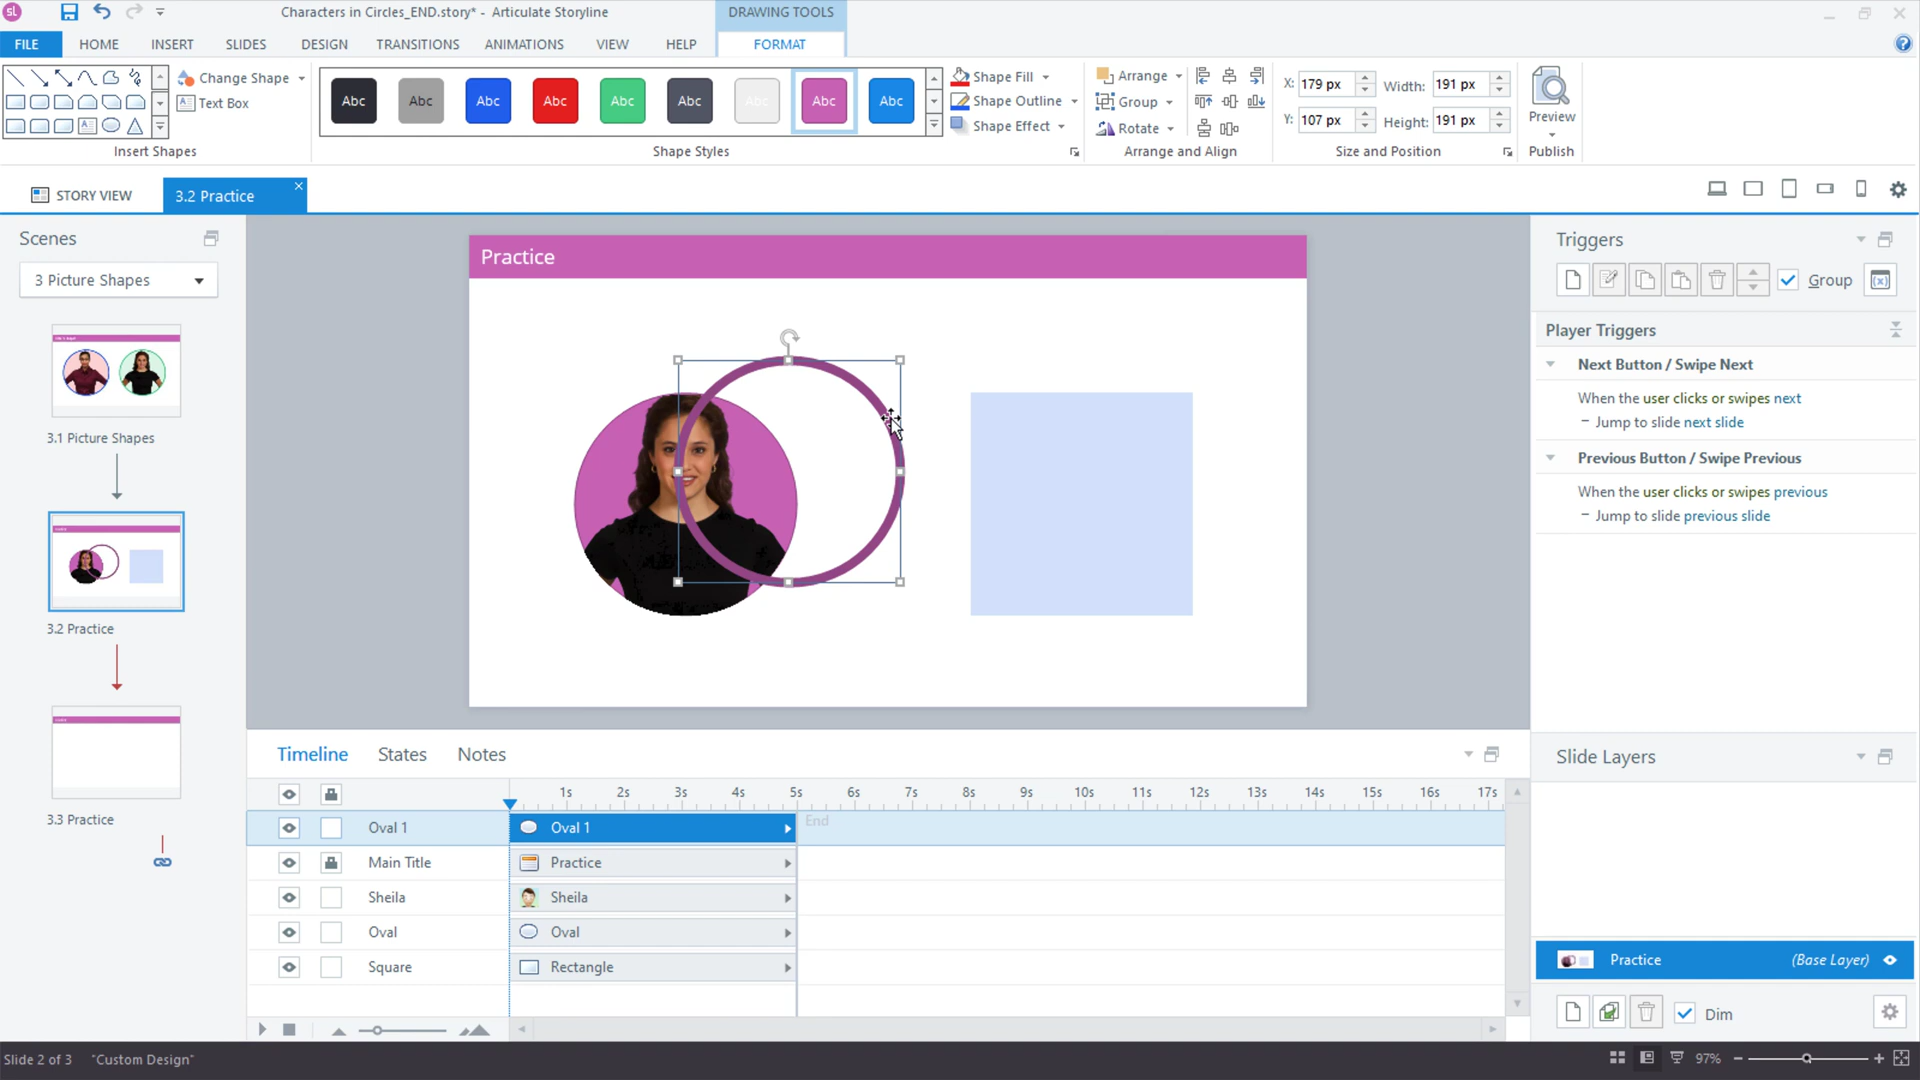 sl
Characters in Circles_END.story* - Articulate Storyline
DRAWING TOOLS
FILE
HOME
INSERT
SLIDES
DESIGN
TRANSITIONS
ANIMATIONS
VIEW
HELP
FORMAT
Change Shape
Text Box
Insert Shapes
Abc
Abc
Abc
Abc
Abc
Abc
Abc
Abc
Abc
Shape Styles
Shape Fill
Shape Outline
Shape Effect
Arrange
Group
Rotate
Arrange and Align
X: 179 px
Width: 191 px
Y: 107 px
Height: 191 px
Size and Position
Preview
Publish
STORY VIEW
3.2 Practice
Scenes
3 Picture Shapes
3.1 Picture Shapes
3.2 Practice
3.3 Practice
Practice
Triggers
Group
Player Triggers
Next Button / Swipe Next
When the user clicks or swipes next
– Jump to slide next slide
Previous Button / Swipe Previous
When the user clicks or swipes previous
– Jump to slide previous slide
Timeline
States
Notes
1s 2s 3s 4s 5s 6s 7s 8s 9s 10s 11s 12s 13s 14s 15s 16s 17s
Oval 1
Oval 1
End
Main Title
Practice
Sheila
Sheila
Oval
Oval
Square
Rectangle
Slide Layers
Practice
(Base Layer)
Dim
Slide 2 of 3
"Custom Design"
97%